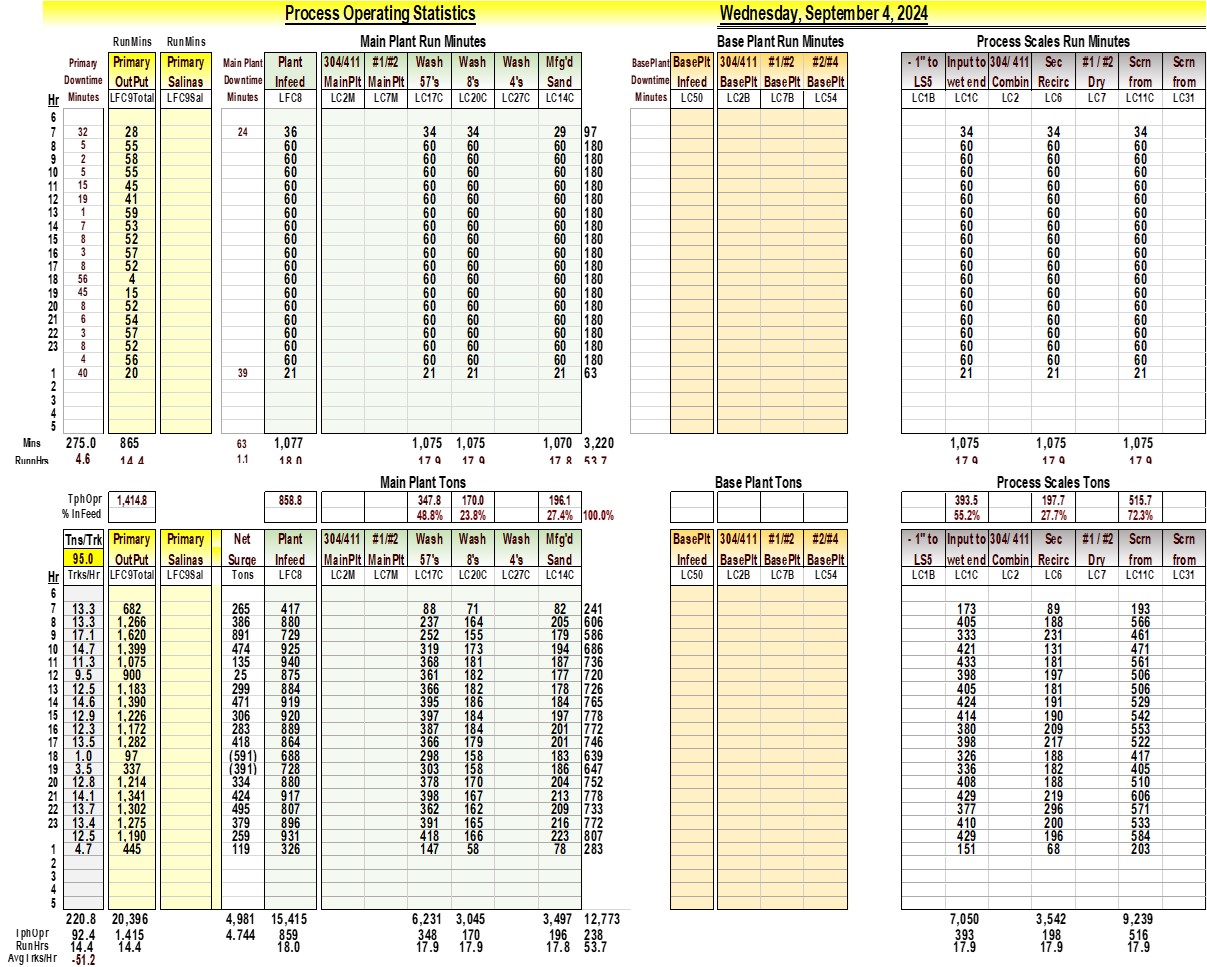 Process Operating Statistics Wednesday, September 4, 2024
RunMins RunMins Main Plant Run Minutes Base Plant Run Minutes Process Scales Run Minutes
Primary Primary Primary Main Plant Plant 304/411 #1/#2 Wash Wash Wash Mfg'd BasePlant BasePlt 304/411 #1/#2 #2/#4 - 1" to Input to 304/ 411 Sec #1 / #2 Scrn Scrn
Downtime OutPut Salinas Downtime Infeed MainPlt MainPlt 57's 8's 4's Sand Downtime Infeed BasePlt BasePlt BasePlt LS5 wet end Combin Recirc Dry from from
Hr Minutes LFC9Total LFC9Sal Minutes LFC8 LC2M LC7M LC17C LC20C LC27C LC14C Minutes LC50 LC2B LC7B LC54 LC1B LC1C LC2 LC6 LC7 LC11C LC31
6
7 32 28 24 36 34 34 29 97 34 34 34
8 5 55 60 60 60 60 180 60 60 60
9 2 58 60 60 60 60 180 60 60 60
10 5 55 60 60 60 60 180 60 60 60
11 15 45 60 60 60 60 180 60 60 60
12 19 41 60 60 60 60 180 60 60 60
13 1 59 60 60 60 60 180 60 60 60
14 7 53 60 60 60 60 180 60 60 60
15 8 52 60 60 60 60 180 60 60 60
16 3 57 60 60 60 60 180 60 60 60
17 8 52 60 60 60 60 180 60 60 60
18 56 4 60 60 60 60 180 60 60 60
19 45 15 60 60 60 60 180 60 60 60
20 8 52 60 60 60 60 180 60 60 60
21 6 54 60 60 60 60 180 60 60 60
22 3 57 60 60 60 60 180 60 60 60
23 8 52 60 60 60 60 180 60 60 60
4 56 60 60 60 60 180 60 60 60
1 40 20 39 21 21 21 21 63 21 21 21
2
3
4
5
Mins 275.0 865 63 1,077 1,075 1,075 1,070 3,220 1,075 1,075 1,075
RunnHrs 4.6 14.4 1.1 18.0 17.9 17.9 17.8 53.7 17.9 17.9 17.9
Main Plant Tons Base Plant Tons Process Scales Tons
TphOpr 1,414.8 858.8 347.8 170.0 196.1 393.5 197.7 515.7
% InFeed 48.8% 23.8% 27.4% 100.0% 55.2% 27.7% 72.3%
Tns/Trk Primary Primary Net Plant 304/411 #1/#2 Wash Wash Wash Mfg'd BasePlt 304/411 #1/#2 #2/#4 - 1" to Input to 304/ 411 Sec #1 / #2 Scrn Scrn
95.0 OutPut Salinas Surge Infeed MainPlt MainPlt 57's 8's 4's Sand Infeed BasePlt BasePlt BasePlt LS5 wet end Combin Recirc Dry from from
Hr Trks/Hr LFC9Total LFC9Sal Tons LFC8 LC2M LC7M LC17C LC20C LC27C LC14C LC50 LC2B LC7B LC54 LC1B LC1C LC2 LC6 LC7 LC11C LC31
6
7 13.3 682 265 417 88 71 82 241 173 89 193
8 13.3 1,266 386 880 237 164 205 606 405 188 566
9 17.1 1,620 891 729 252 155 179 586 333 231 461
10 14.7 1,399 474 925 319 173 194 686 421 131 471
11 11.3 1,075 135 940 368 181 187 736 433 181 561
12 9.5 900 25 875 361 182 177 720 398 197 506
13 12.5 1,183 299 884 366 182 178 726 405 181 506
14 14.6 1,390 471 919 395 186 184 765 424 191 529
15 12.9 1,226 306 920 397 184 197 778 414 190 542
16 12.3 1,172 283 889 387 184 201 772 380 209 553
17 13.5 1,282 418 864 366 179 201 746 398 217 522
18 1.0 97 (591) 688 298 158 183 639 326 188 417
19 3.5 337 (391) 728 303 158 186 647 336 182 405
20 12.8 1,214 334 880 378 170 204 752 408 188 510
21 14.1 1,341 424 917 398 167 213 778 429 219 606
22 13.7 1,302 495 807 362 162 209 733 377 296 571
23 13.4 1,275 379 896 391 165 216 772 410 200 533
12.5 1,190 259 931 418 166 223 807 429 196 584
1 4.7 445 119 326 147 58 78 283 151 68 203
2
3
4
5
220.8 20,396 4,981 15,415 6,231 3,045 3,497 12,773 7,050 3,542 9,239
TphOpr 92.4 1,415 4.744 859 348 170 196 238 393 198 516
RunHrs 14.4 14.4 18.0 17.9 17.9 17.8 53.7 17.9 17.9 17.9
AvgTrks/Hr -51.2